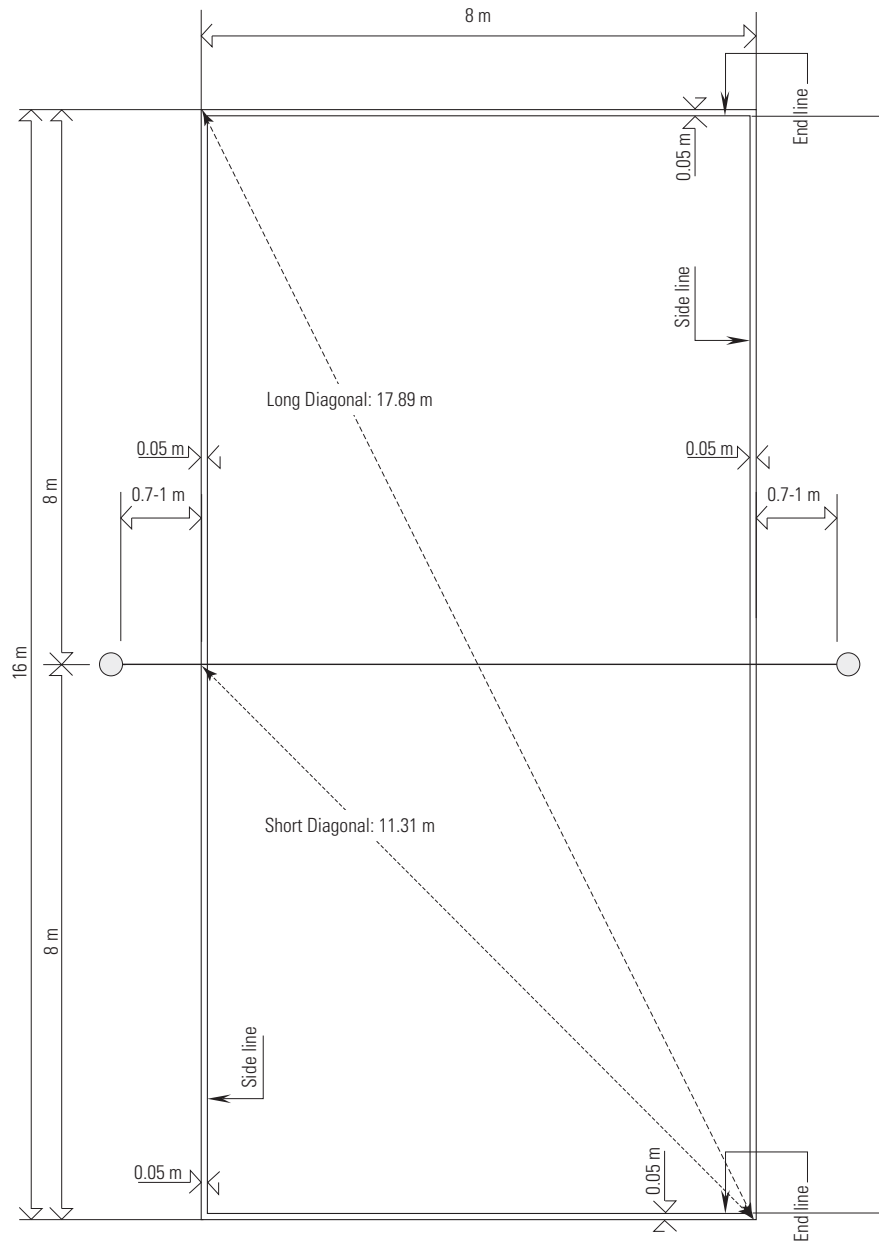 8 m
End line
0.05 m
Side line
Long Diagonal: 17.89 m
0.05 m
0.05 m
8 m
0.7-1 m
0.7-1 m
16 m
Short Diagonal: 11.31 m
8 m
Side line
0.05 m
0.05 m
End line